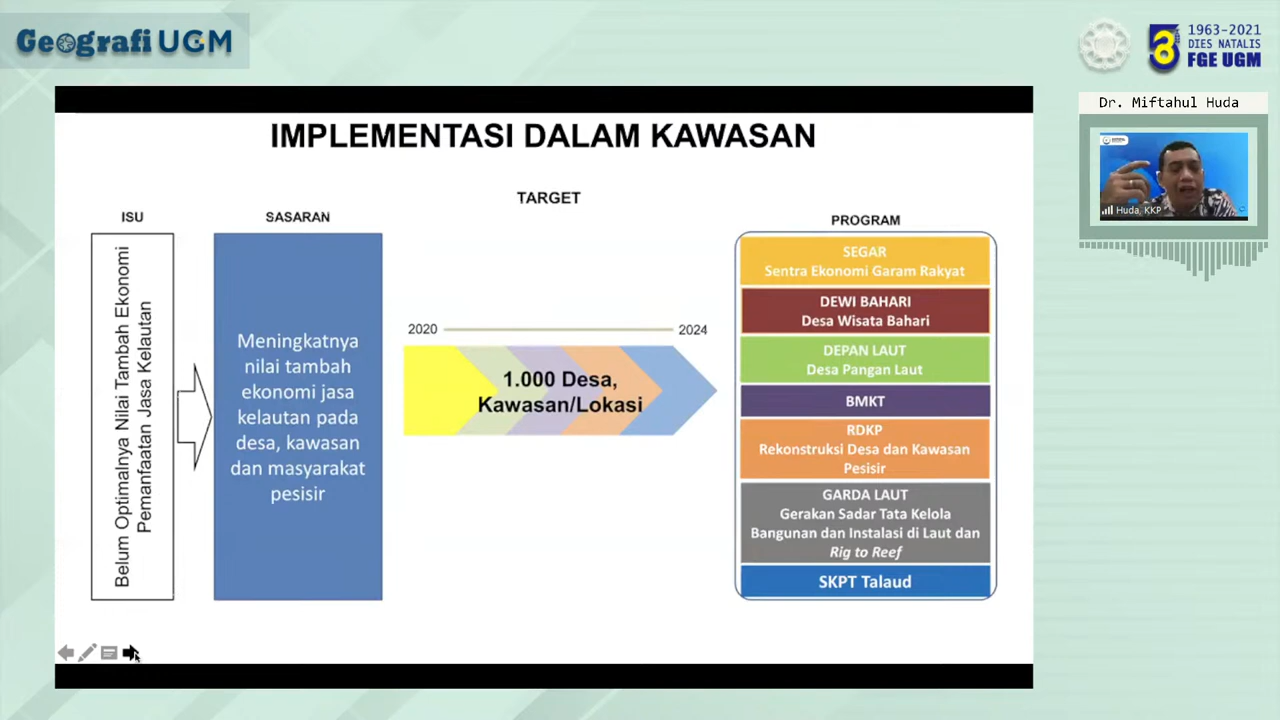 Geografi UGM
1963-2021
DIES NATALIS
FGE UGM
Dr. Miftahul Huda
Huda, KKP
IMPLEMENTASI DALAM KAWASAN
TARGET
ISU
SASARAN
PROGRAM
Belum Optimalnya Nilai Tambah Ekonomi
Pemanfaatan Jasa Kelautan
Meningkatnya
nilai tambah
ekonomi jasa
kelautan pada
desa, kawasan
dan masyarakat
pesisir
2020
2024
1.000 Desa,
Kawasan/Lokasi
SEGAR
Sentra Ekonomi Garam Rakyat
DEWI BAHARI
Desa Wisata Bahari
DEPAN LAUT
Desa Pangan Laut
BMKT
RDKP
Rekonstruksi Desa dan Kawasan
Pesisir
GARDA LAUT
Gerakan Sadar Tata Kelola
Bangunan dan Instalasi di Laut dan
Rig to Reef
SKPT Talaud